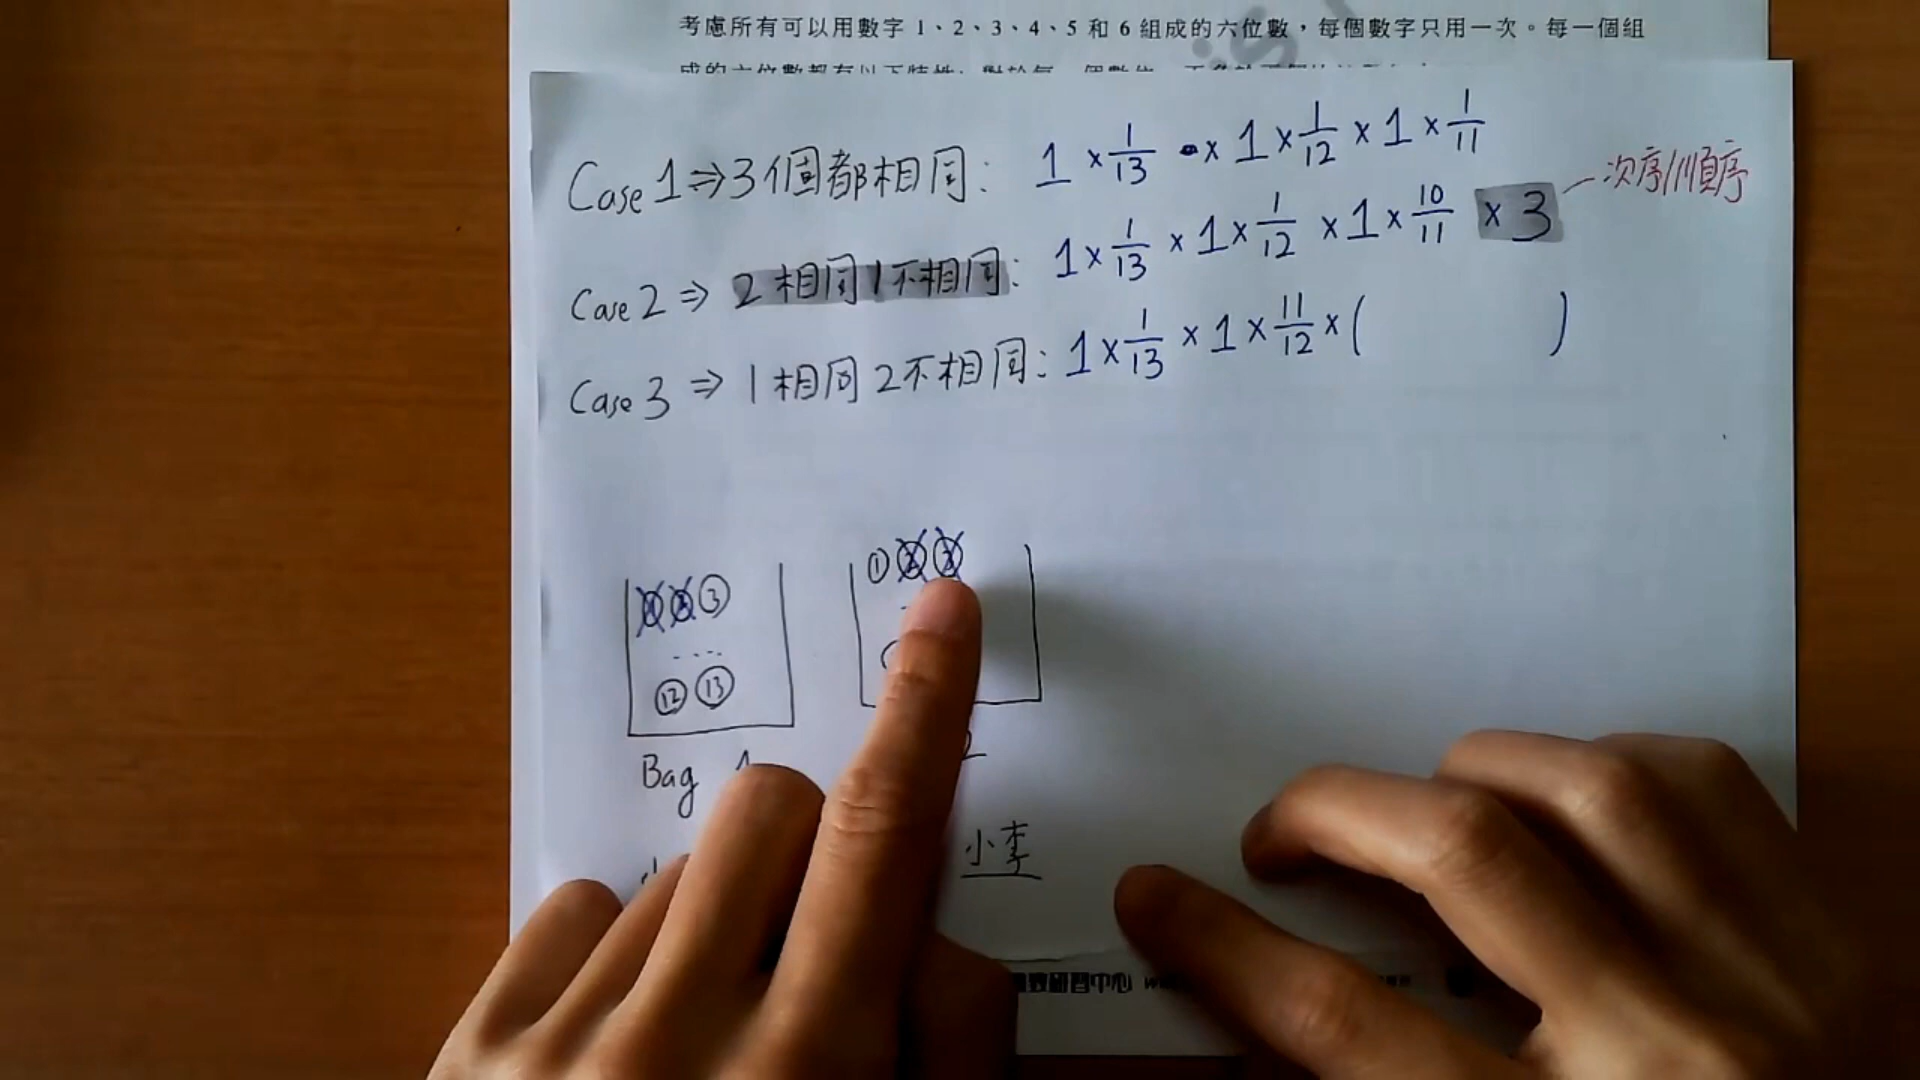 考慮所有可以用數字 1、2、3、4、5 和 6 組成的六位數，每個數字只用一次。每一個組
Case 1 ⇒ 3個都相同: 1 × 1/13 × 1 × 1/12 × 1 × 1/11
次序/順序
Case 2 ⇒ 2相同1不相同: 1 × 1/13 × 1 × 1/12 × 1 × 10/11 × 3
Case 3 ⇒ 1相同2不相同: 1 × 1/13 × 1 × 11/12 × ( )
① ② ③
① ② ③
....
⑫ ⑬
Bag 1
2
小李